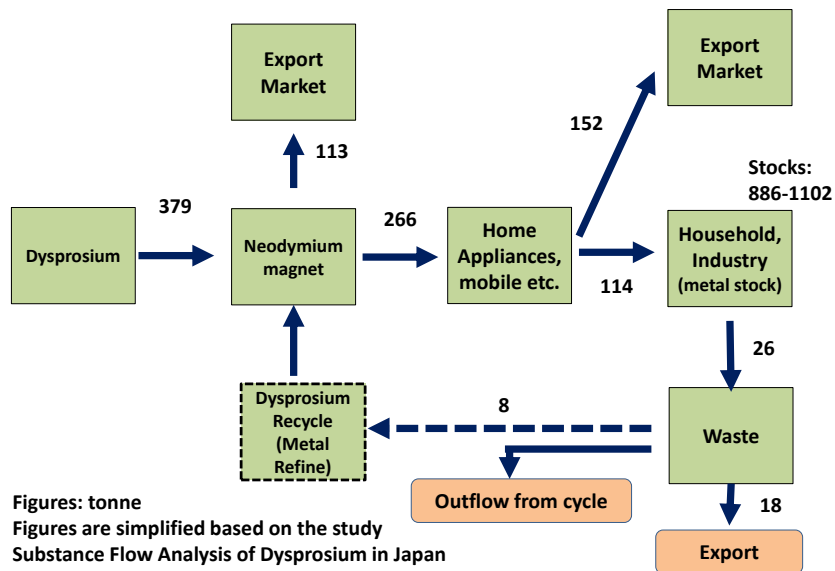 Export
Market
Export
Market
152
113
Stocks:
886-1102
379
266
Dysprosium
Neodymium
magnet
Home
Appliances,
mobile etc.
Household,
Industry
(metal stock)
114
26
Dysprosium
Recycle
(Metal
Refine)
8
Waste
Outflow from cycle
18
Export
Figures: tonne
Figures are simplified based on the study
Substance Flow Analysis of Dysprosium in Japan